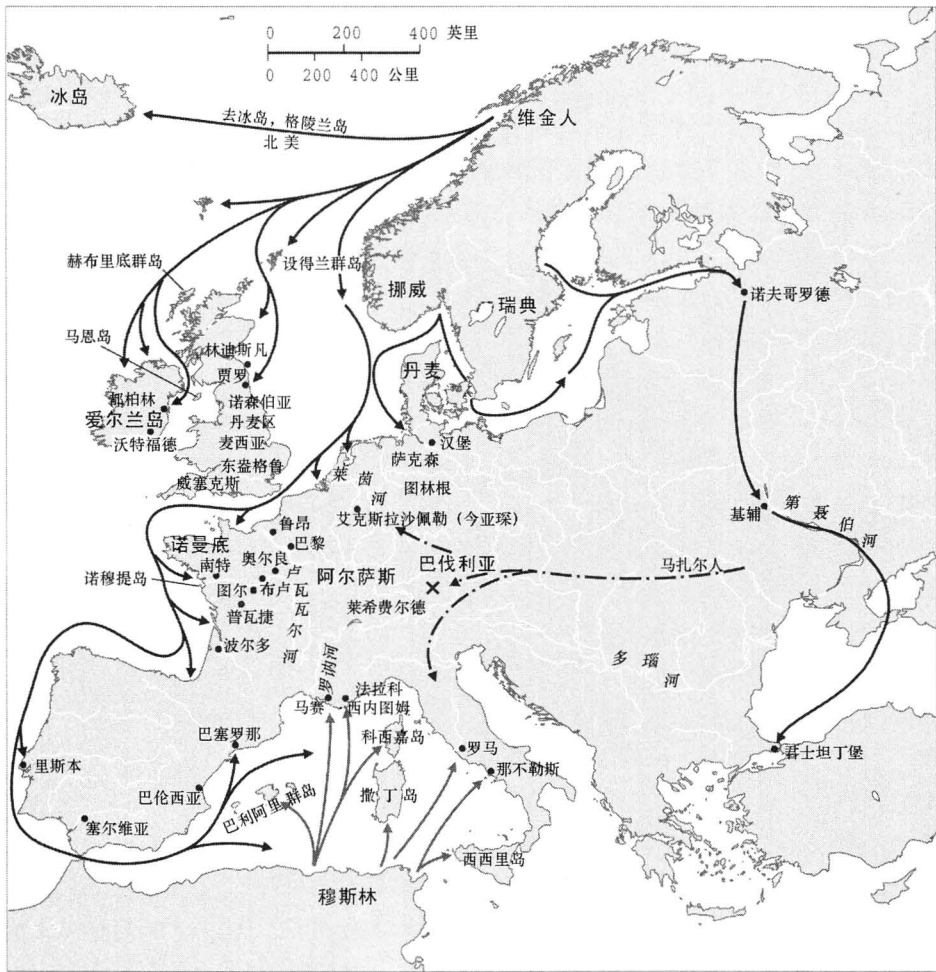 0 200 400 英里
0 200 400 公里
冰岛
去冰岛，格陵兰岛
北美
维金人
赫布里底群岛
设得兰群岛
挪威
瑞典
诺夫哥罗德
马恩岛
林迪斯凡
贾罗
丹麦
都柏林
诺森伯亚
爱尔兰岛
丹麦区
沃特福德
麦西亚
汉堡
萨克森
东盎格鲁
威塞克斯
莱茵河
图林根
艾克斯拉沙佩勒（今亚琛）
基辅
第聂伯河
鲁昂
诺曼底
巴黎
奥尔良
南特
巴伐利亚
马扎尔人
诺穆提岛
图尔
布卢瓦
卢瓦尔河
阿尔萨斯
莱希费尔德
普瓦捷
波尔多
多瑙河
罗讷河
法拉科
马赛
西内图姆
巴塞罗那
科西嘉岛
罗马
君士坦丁堡
里斯本
那不勒斯
巴伦西亚
巴利阿里群岛
撒丁岛
塞尔维亚
西西里岛
穆斯林